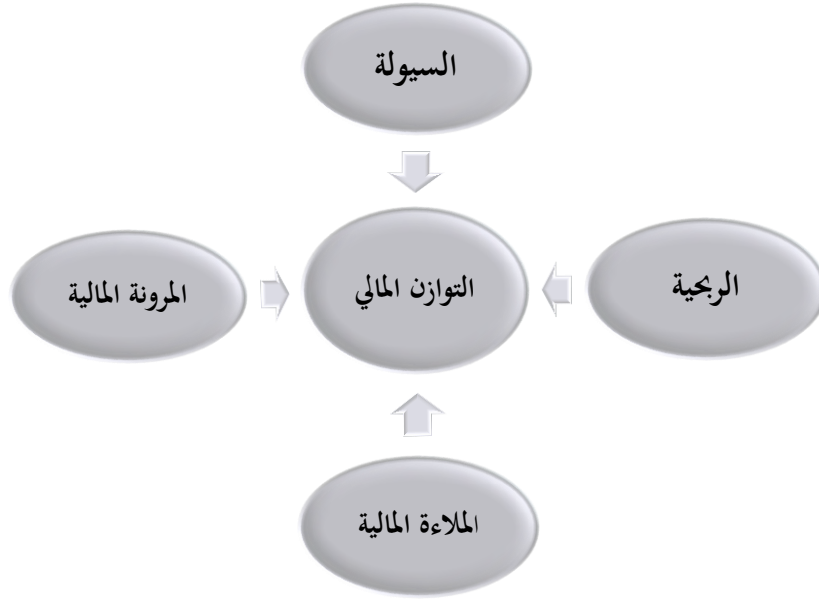 السيولة
الربحية
التوازن المالي
المرونة المالية
الملاءة المالية